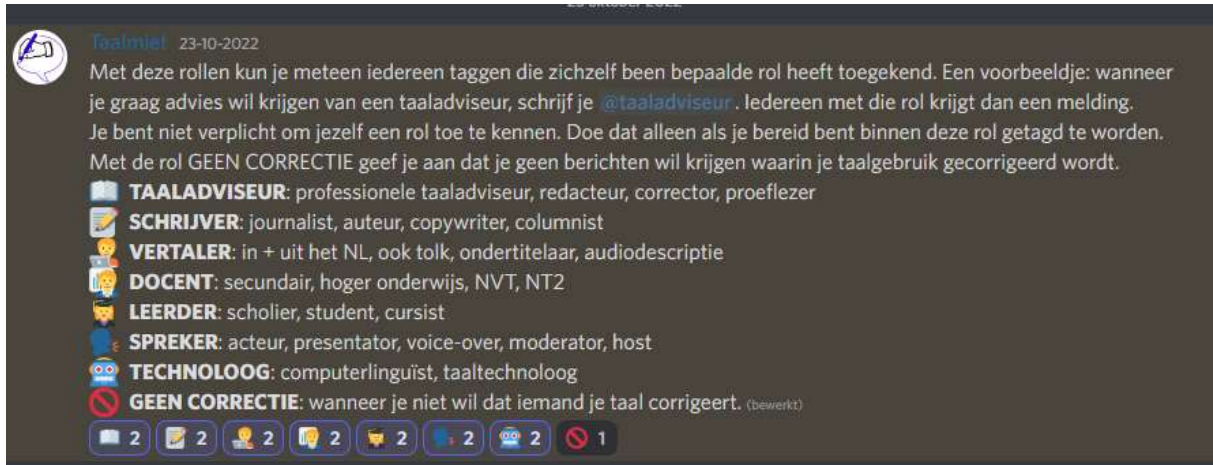 23 oktober 2022
Taalmiet 23-10-2022
Met deze rollen kun je meteen iedereen taggen die zichzelf been bepaalde rol heeft toegekend. Een voorbeeldje: wanneer
je graag advies wil krijgen van een taaladviseur, schrijf je @taaladviseur. Iedereen met die rol krijgt dan een melding.
Je bent niet verplicht om jezelf een rol toe te kennen. Doe dat alleen als je bereid bent binnen deze rol getagd te worden.
Met de rol GEEN CORRECTIE geef je aan dat je geen berichten wil krijgen waarin je taalgebruik gecorrigeerd wordt.
TAALADVISEUR: professionele taaladviseur, redacteur, corrector, proeflezer
SCHRIJVER: journalist, auteur, copywriter, columnist
VERTALER: in + uit het NL, ook tolk, ondertitelaar, audiodescriptie
DOCENT: secundair, hoger onderwijs, NVT, NT2
LEERDER: scholier, student, cursist
SPREKER: acteur, presentator, voice-over, moderator, host
TECHNOLOOG: computerlinguïst, taaltechnoloog
GEEN CORRECTIE: wanneer je niet wil dat iemand je taal corrigeert. (bewerkt)
2 2 2 2 2 2 2 1